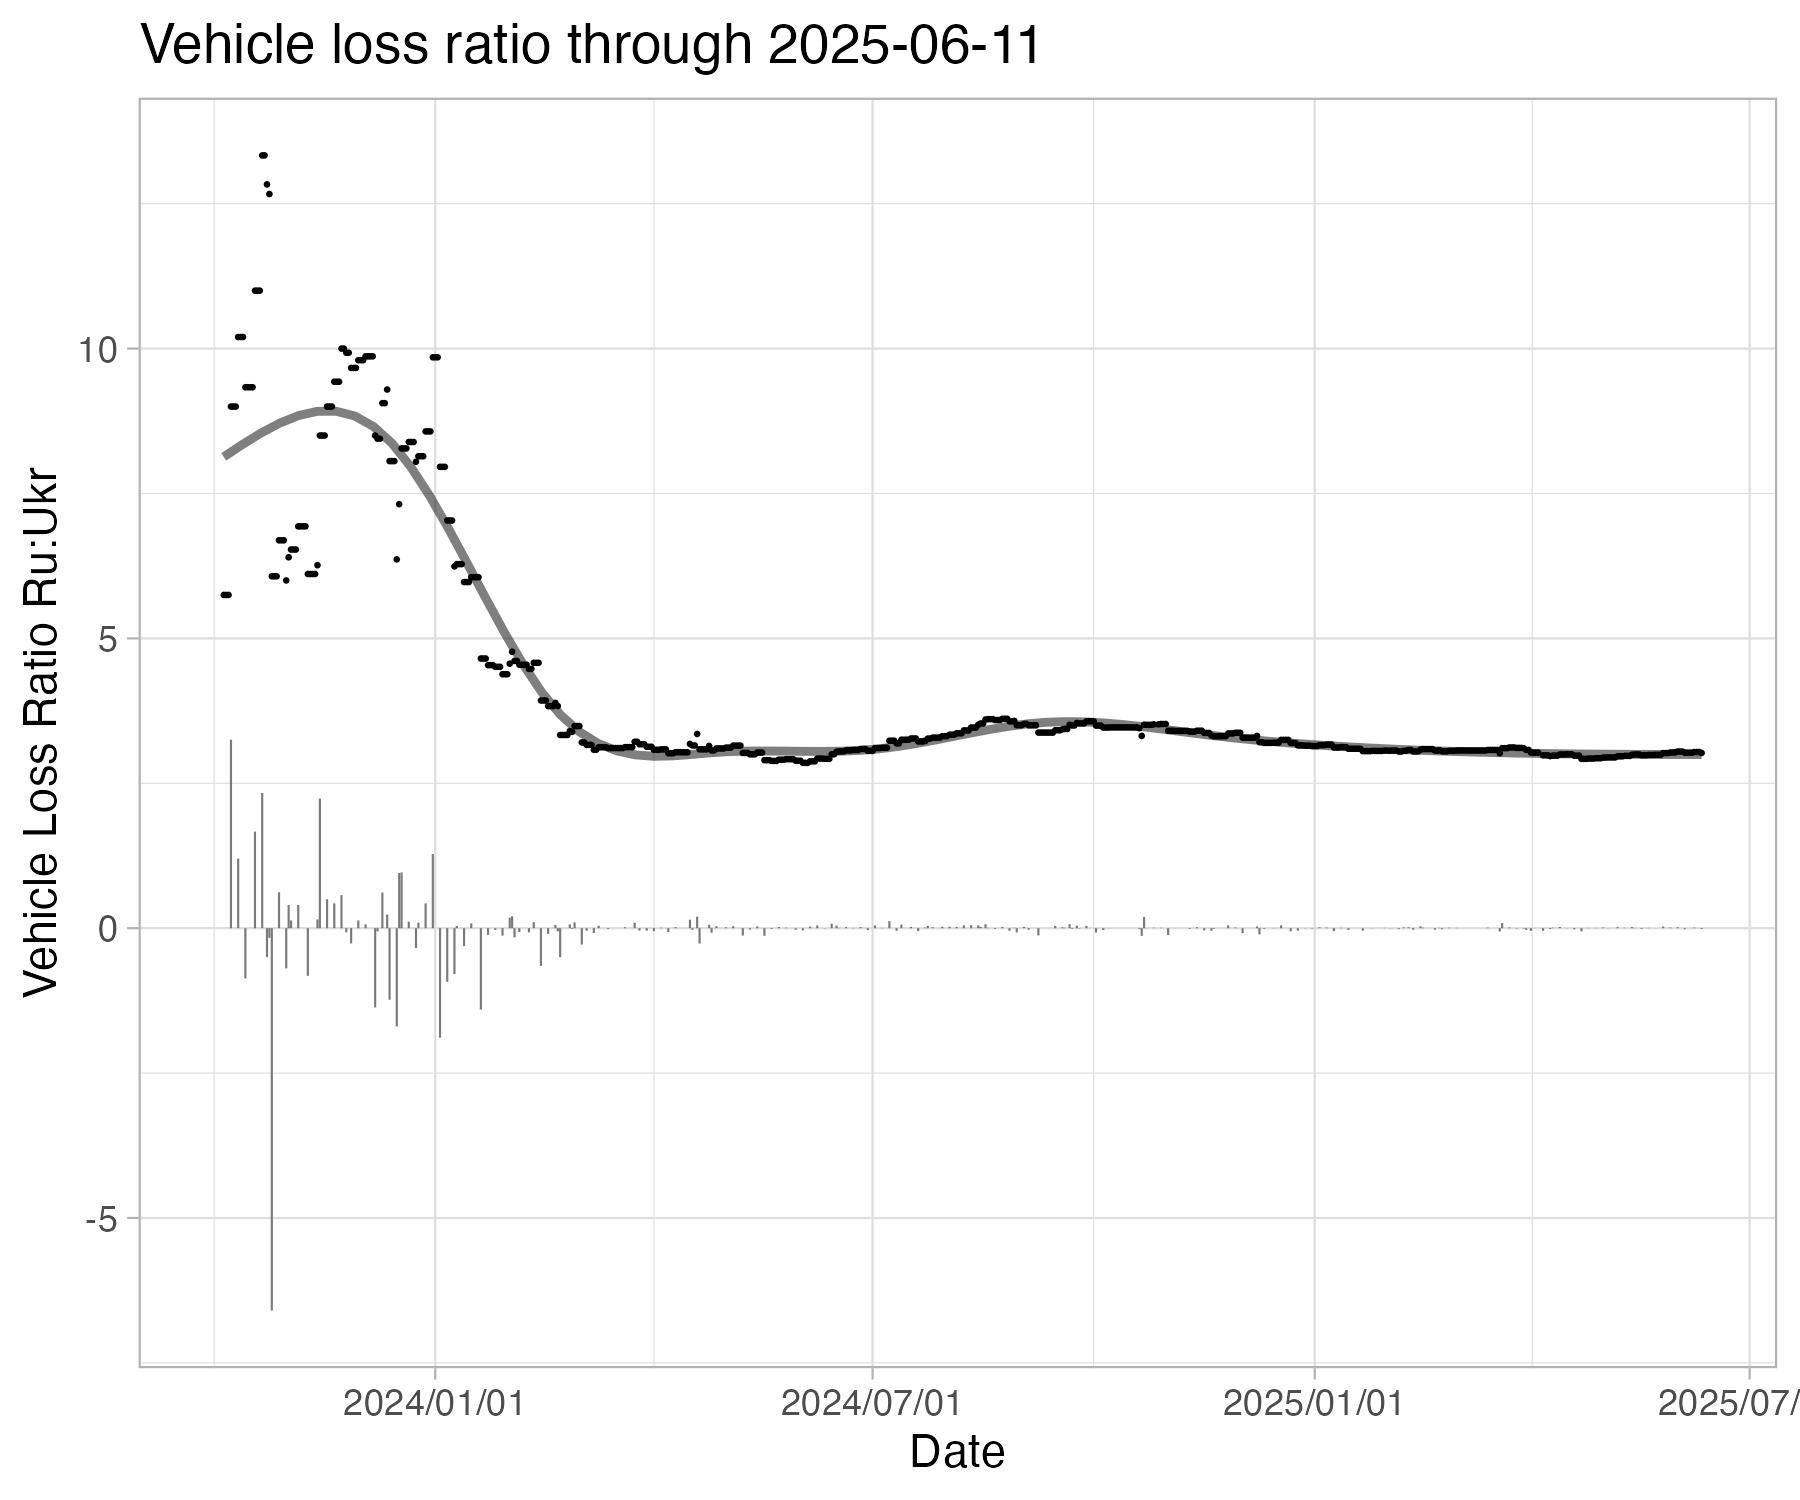 Vehicle loss ratio through 2025-06-11
Vehicle Loss Ratio Ru:Ukr
10
5
0
-5
2024/01/01
2024/07/01
2025/01/01
2025/07/
Date